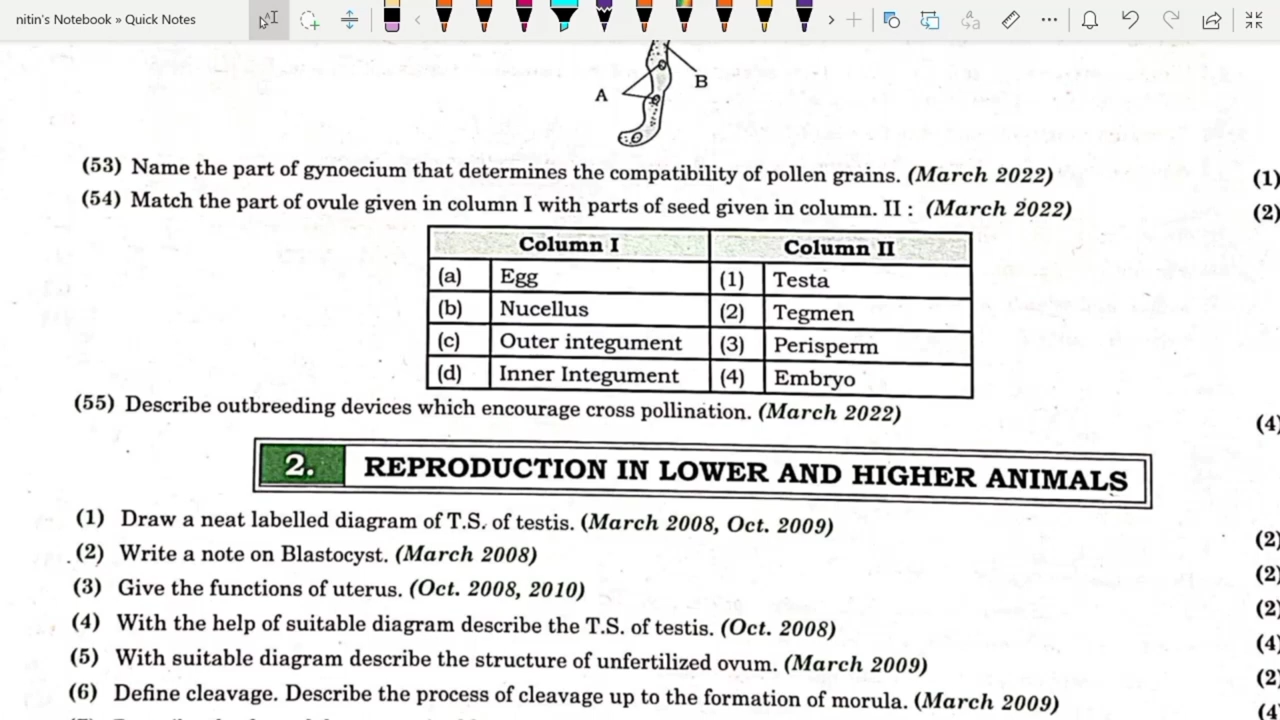 nitin's Notebook » Quick Notes
A
B
(53) Name the part of gynoecium that determines the compatibility of pollen grains. (March 2022) (1)
(54) Match the part of ovule given in column I with parts of seed given in column. II : (March 2022) (2)
Column I Column II
(a) Egg (1) Testa
(b) Nucellus (2) Tegmen
(c) Outer integument (3) Perisperm
(d) Inner Integument (4) Embryo
(55) Describe outbreeding devices which encourage cross pollination. (March 2022) (4)
2. REPRODUCTION IN LOWER AND HIGHER ANIMALS
(1) Draw a neat labelled diagram of T.S. of testis. (March 2008, Oct. 2009) (2)
(2) Write a note on Blastocyst. (March 2008) (2)
(3) Give the functions of uterus. (Oct. 2008, 2010) (2)
(4) With the help of suitable diagram describe the T.S. of testis. (Oct. 2008) (4)
(5) With suitable diagram describe the structure of unfertilized ovum. (March 2009) (2)
(6) Define cleavage. Describe the process of cleavage up to the formation of morula. (March 2009) (4